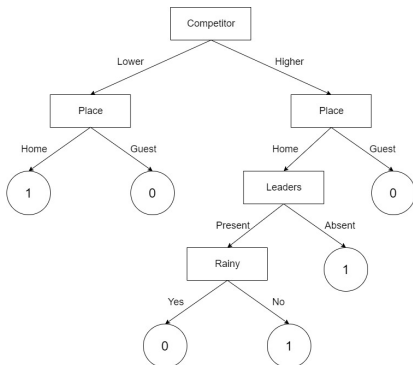 Competitor
Lower Higher
Place Place
Home Guest Home Guest
1 0 Leaders 0
Present Absent
Rainy 1
Yes No
0 1